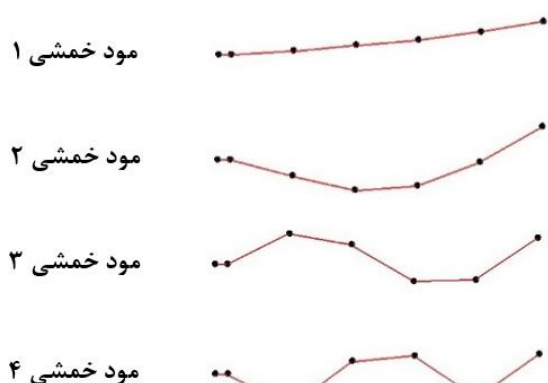 مود خمشی ۱
مود خمشی ۲
مود خمشی ۳
مود خمشی ۴